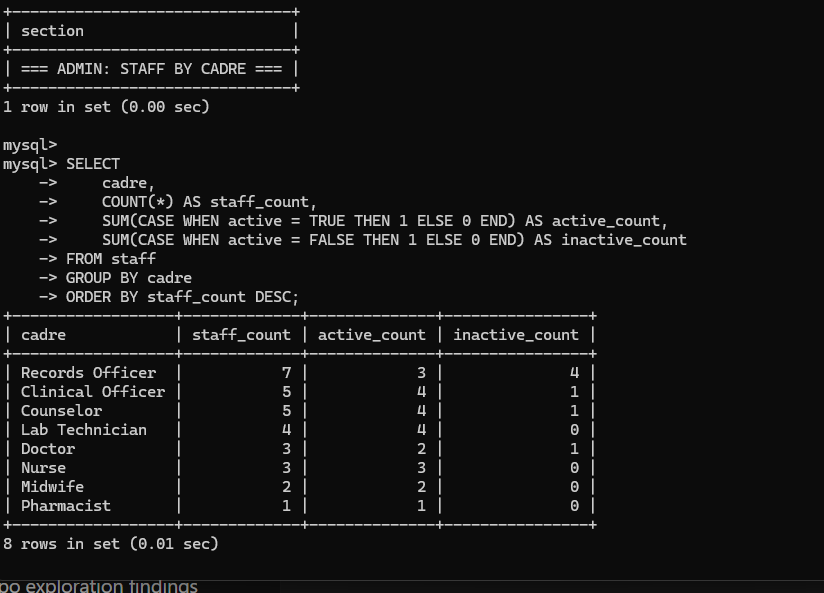 +-------------------------------+
| section                       |
+-------------------------------+
| === ADMIN: STAFF BY CADRE === |
+-------------------------------+
1 row in set (0.00 sec)

mysql>
mysql> SELECT
    ->     cadre,
    ->     COUNT(*) AS staff_count,
    ->     SUM(CASE WHEN active = TRUE THEN 1 ELSE 0 END) AS active_count,
    ->     SUM(CASE WHEN active = FALSE THEN 1 ELSE 0 END) AS inactive_count
    -> FROM staff
    -> GROUP BY cadre
    -> ORDER BY staff_count DESC;
+------------------+-------------+--------------+----------------+
| cadre            | staff_count | active_count | inactive_count |
+------------------+-------------+--------------+----------------+
| Records Officer  |           7 |            3 |              4 |
| Clinical Officer |           5 |            4 |              1 |
| Counselor        |           5 |            4 |              1 |
| Lab Technician   |           4 |            4 |              0 |
| Doctor           |           3 |            2 |              1 |
| Nurse            |           3 |            3 |              0 |
| Midwife          |           2 |            2 |              0 |
| Pharmacist       |           1 |            1 |              0 |
+------------------+-------------+--------------+----------------+
8 rows in set (0.01 sec)
po exploration findings